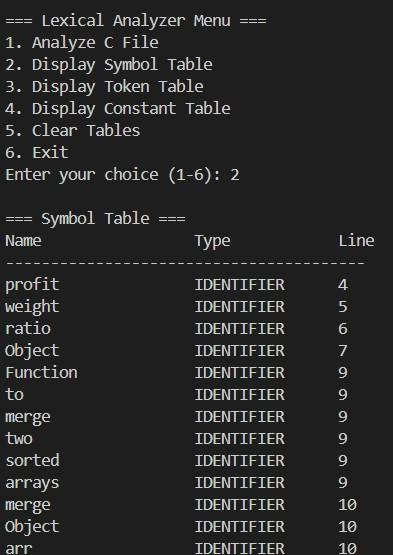 === Lexical Analyzer Menu ===
1. Analyze C File
2. Display Symbol Table
3. Display Token Table
4. Display Constant Table
5. Clear Tables
6. Exit
Enter your choice (1-6): 2
=== Symbol Table ===
Name Type Line
----------------------------------------
profit IDENTIFIER 4
weight IDENTIFIER 5
ratio IDENTIFIER 6
Object IDENTIFIER 7
Function IDENTIFIER 9
to IDENTIFIER 9
merge IDENTIFIER 9
two IDENTIFIER 9
sorted IDENTIFIER 9
arrays IDENTIFIER 9
merge IDENTIFIER 10
Object IDENTIFIER 10
arr IDENTIFIER 10